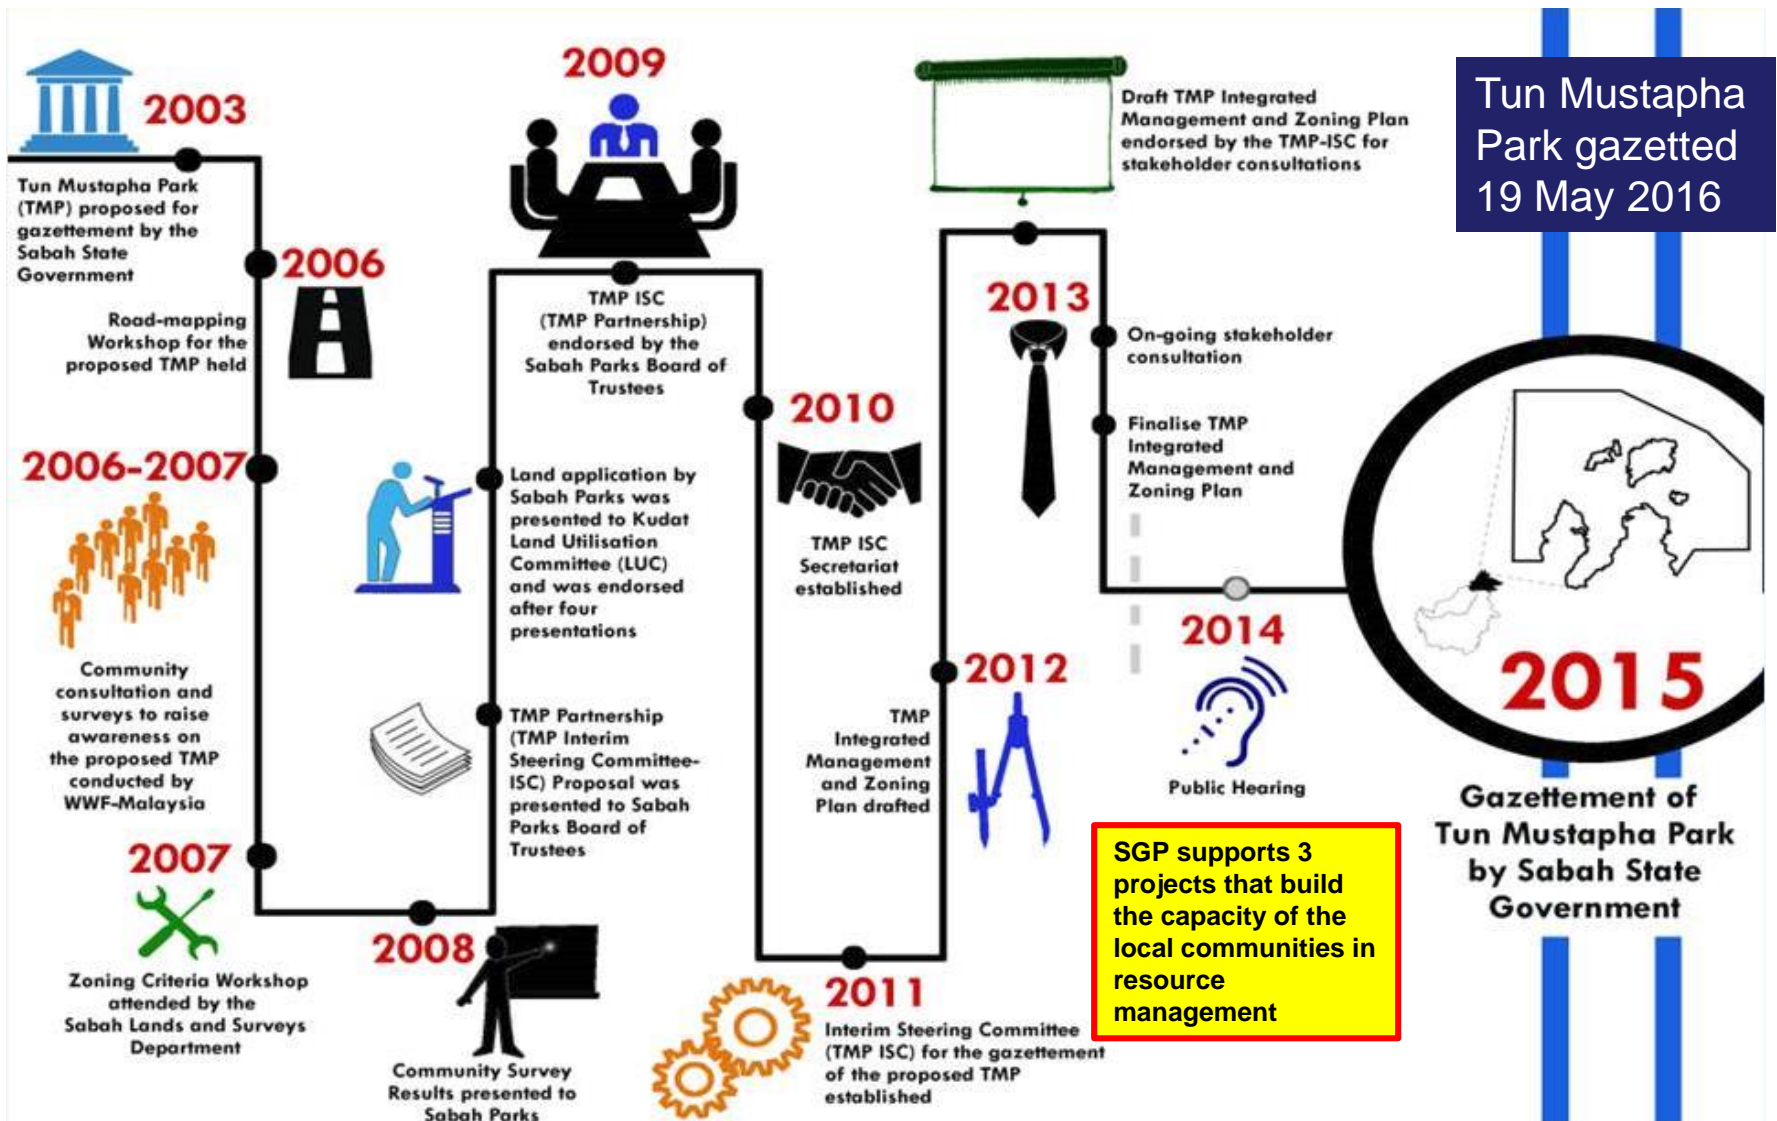 2003
Tun Mustapha Park
(TMP) proposed for
gazettement by the
Sabah State
Government
2006
Road-mapping
Workshop for the
proposed TMP held
2006-2007
Community
consultation and
surveys to raise
awareness on
the proposed TMP
conducted by
WWF-Malaysia
2007
Zoning Criteria Workshop
attended by the
Sabah Lands and Surveys
Department
2008
Community Survey
Results presented to
Sabah Parks
TMP Partnership
(TMP Interim
Steering Committee-
ISC) Proposal was
presented to Sabah
Parks Board of
Trustees
Land application by
Sabah Parks was
presented to Kudat
Land Utilisation
Committee (LUC)
and was endorsed
after four
presentations
2009
TMP ISC
(TMP Partnership)
endorsed by the
Sabah Parks Board of
Trustees
2010
TMP ISC
Secretariat
established
2011
Interim Steering Committee
(TMP ISC) for the gazettement
of the proposed TMP
established
2012
TMP
Integrated
Management
and Zoning
Plan drafted
Draft TMP Integrated
Management and Zoning Plan
endorsed by the TMP-ISC for
stakeholder consultations
2013
On-going stakeholder
consultation
Finalise TMP
Integrated
Management and
Zoning Plan
2014
Public Hearing
2015
Gazettement of
Tun Mustapha Park
by Sabah State
Government
Tun Mustapha
Park gazetted
19 May 2016
SGP supports 3
projects that build
the capacity of the
local communities in
resource
management